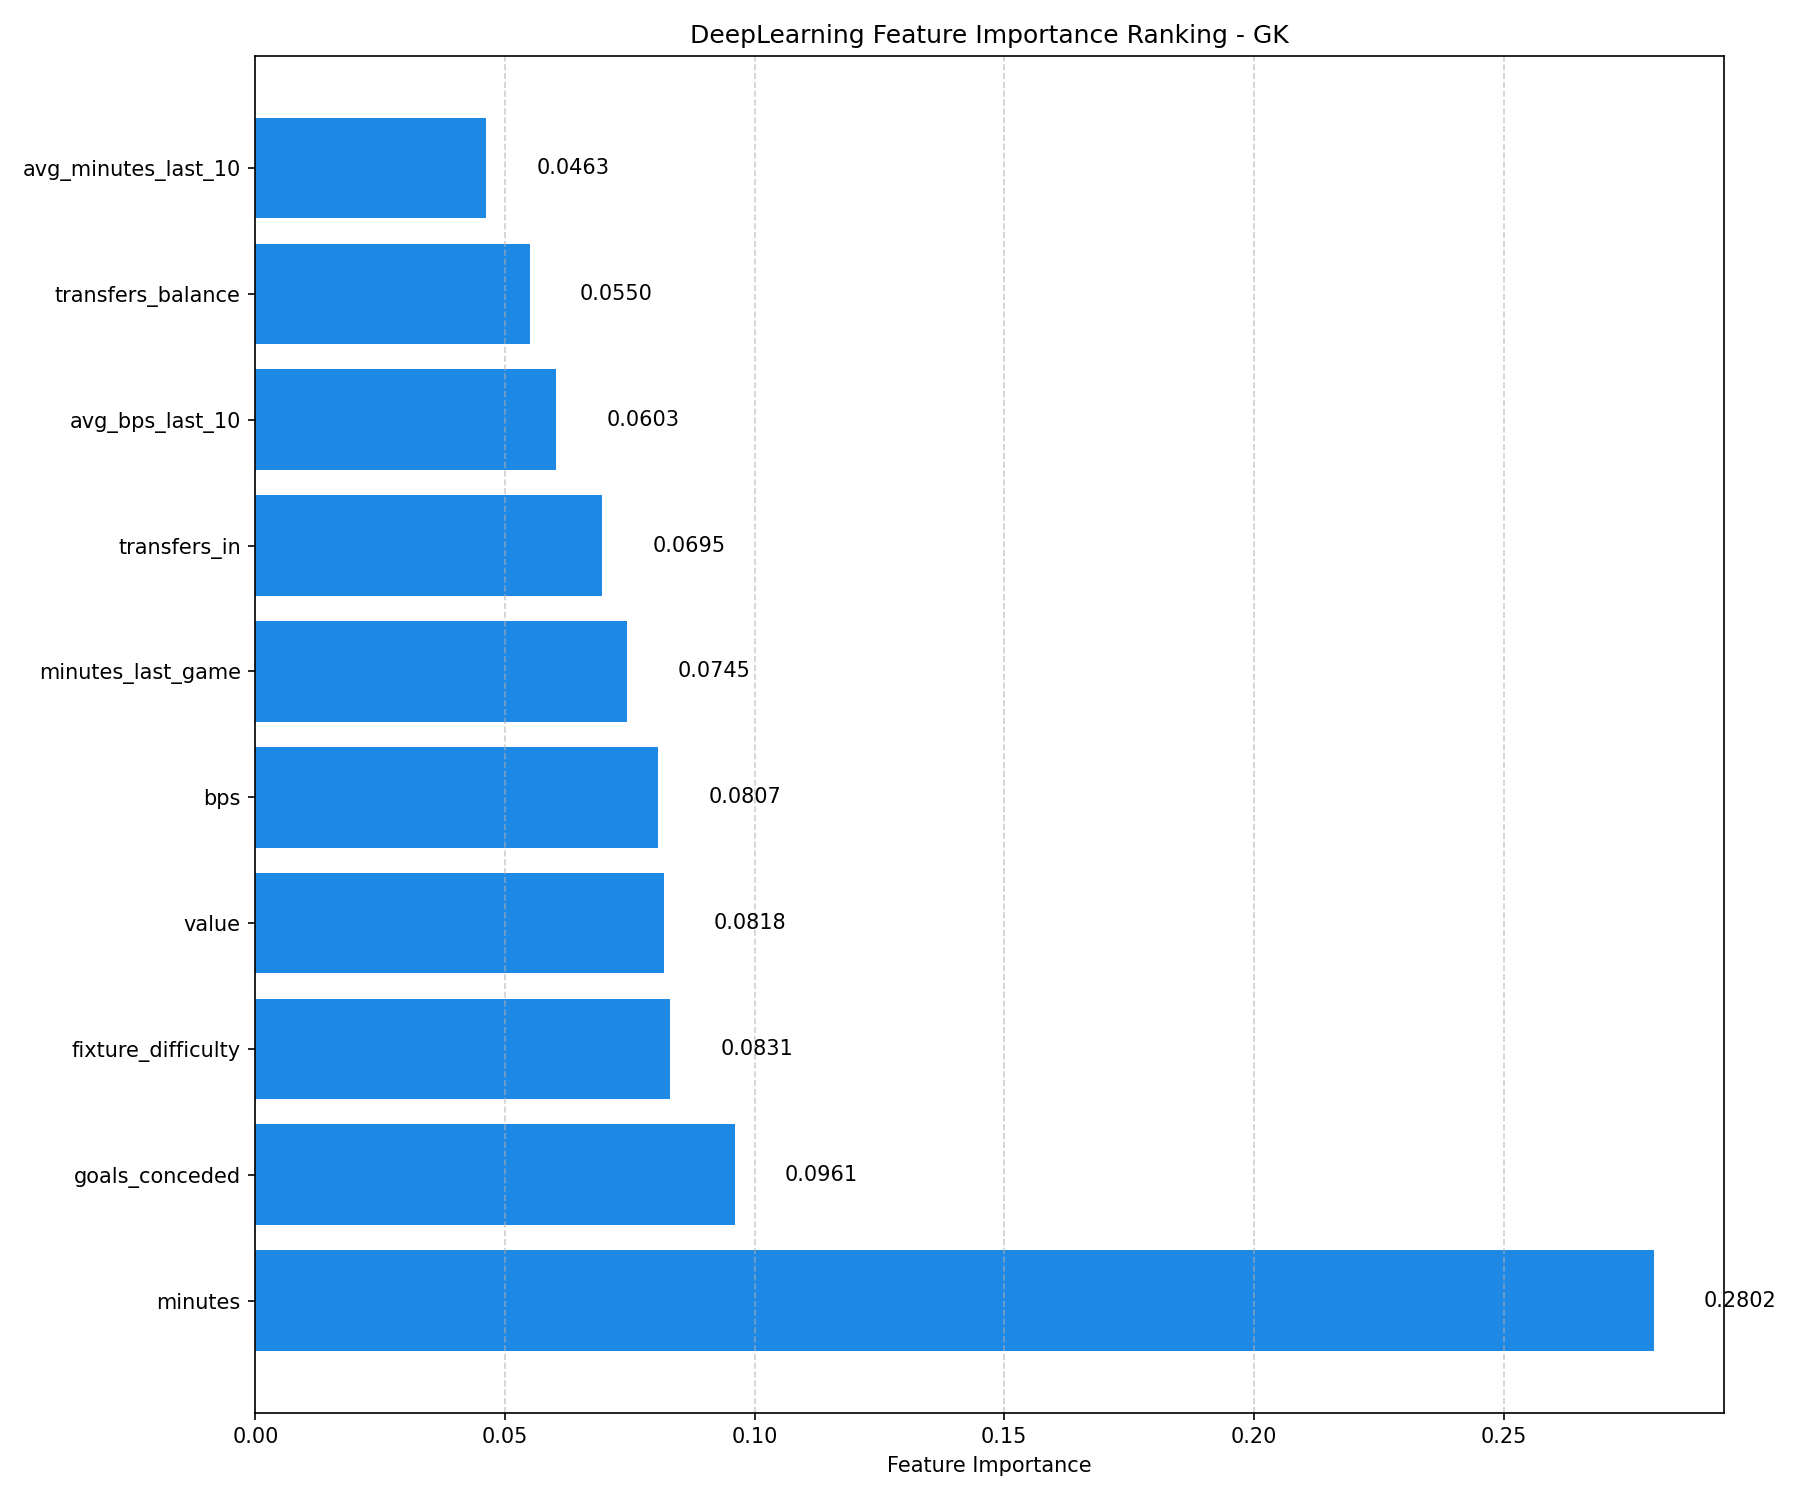 DeepLearning Feature Importance Ranking - GK
avg_minutes_last_10 0.0463
transfers_balance 0.0550
avg_bps_last_10 0.0603
transfers_in 0.0695
minutes_last_game 0.0745
bps 0.0807
value 0.0818
fixture_difficulty 0.0831
goals_conceded 0.0961
minutes 0.2802
0.00 0.05 0.10 0.15 0.20 0.25
Feature Importance